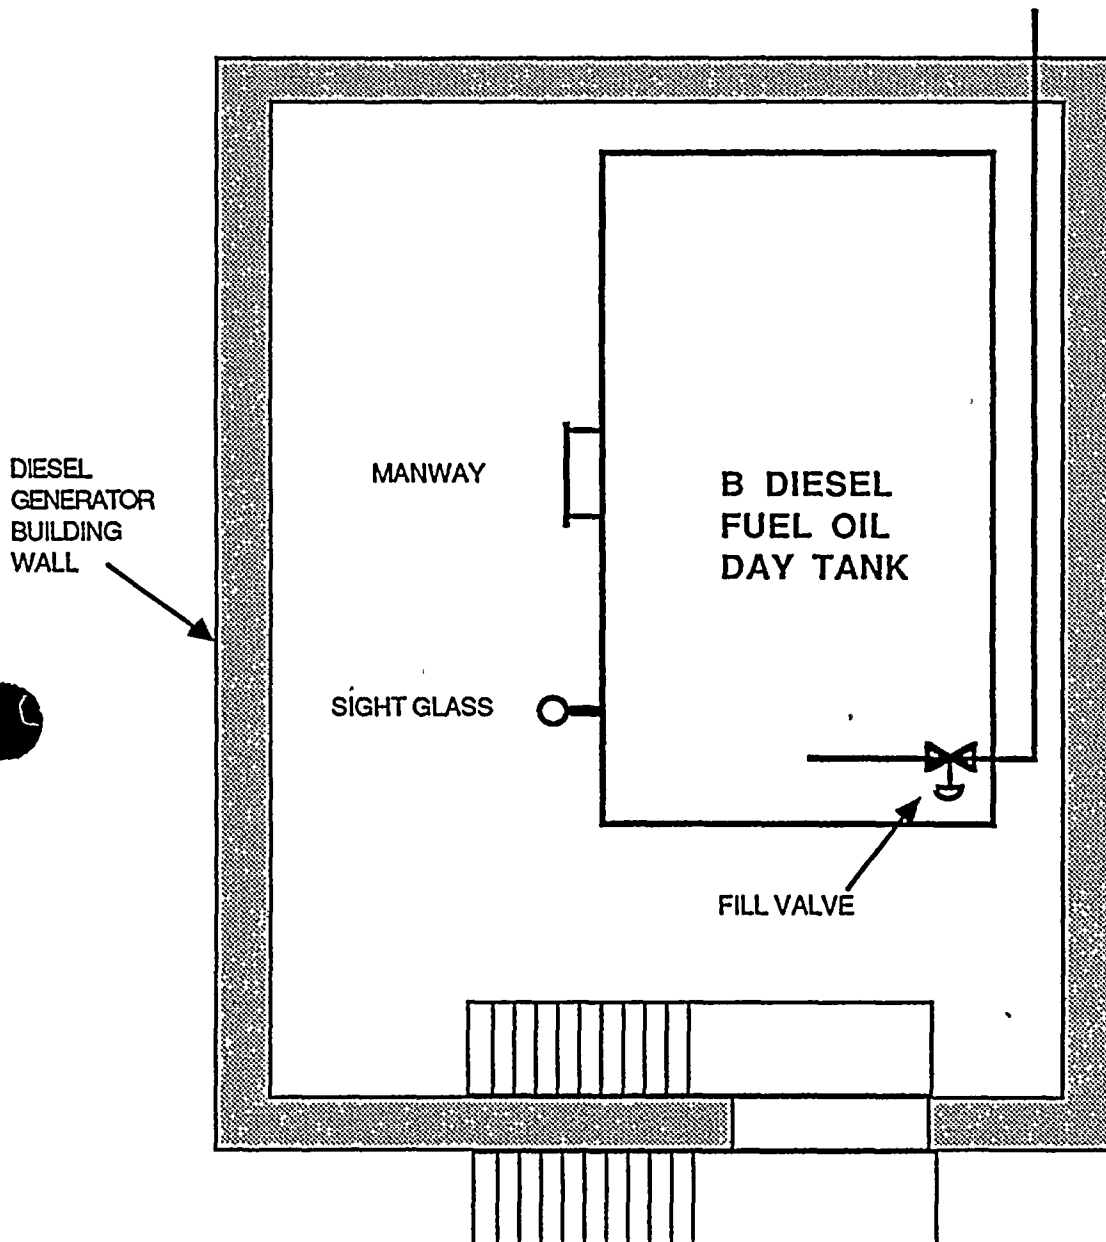 DIESEL
GENERATOR
BUILDING
WALL
MANWAY
B DIESEL
FUEL OIL
DAY TANK
SIGHT GLASS
FILL VALVE